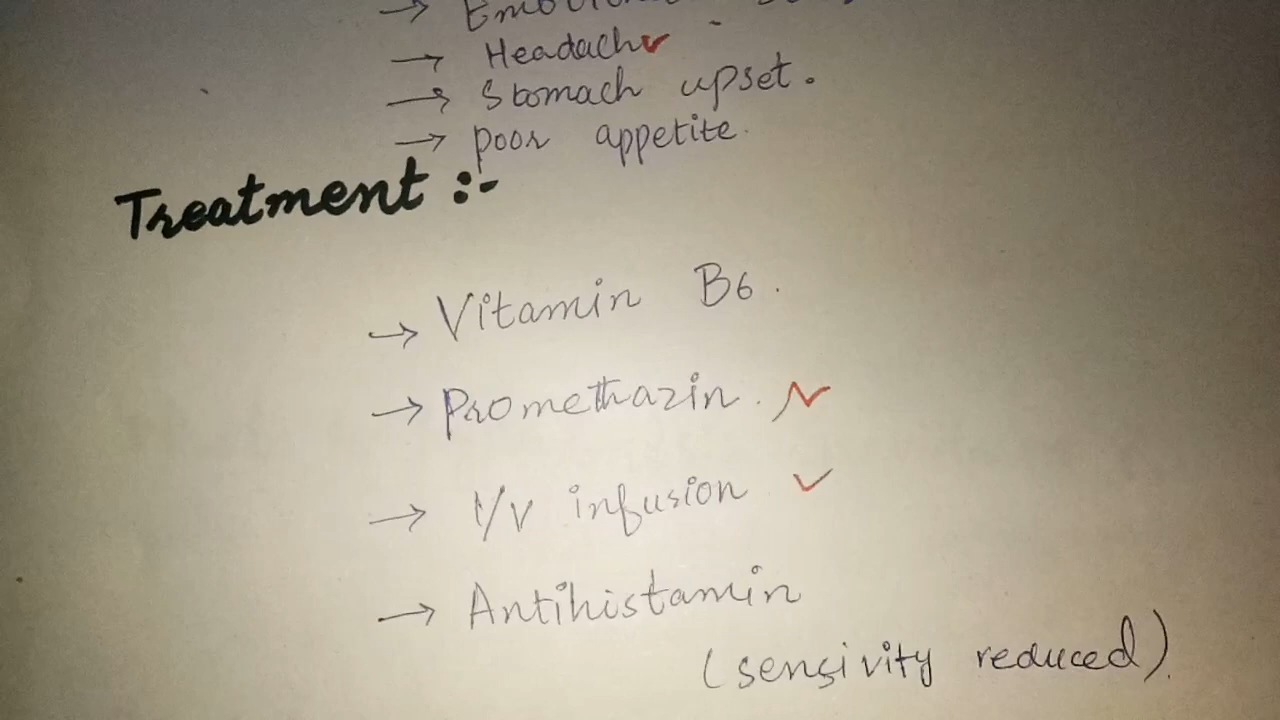 → Headach
→ Stomach upset.
→ poor appetite.
Treatment :-
→ Vitamin B6.
→ Promethazin.
→ I/V infusion
→ Antihistamin
(sensivity reduced).